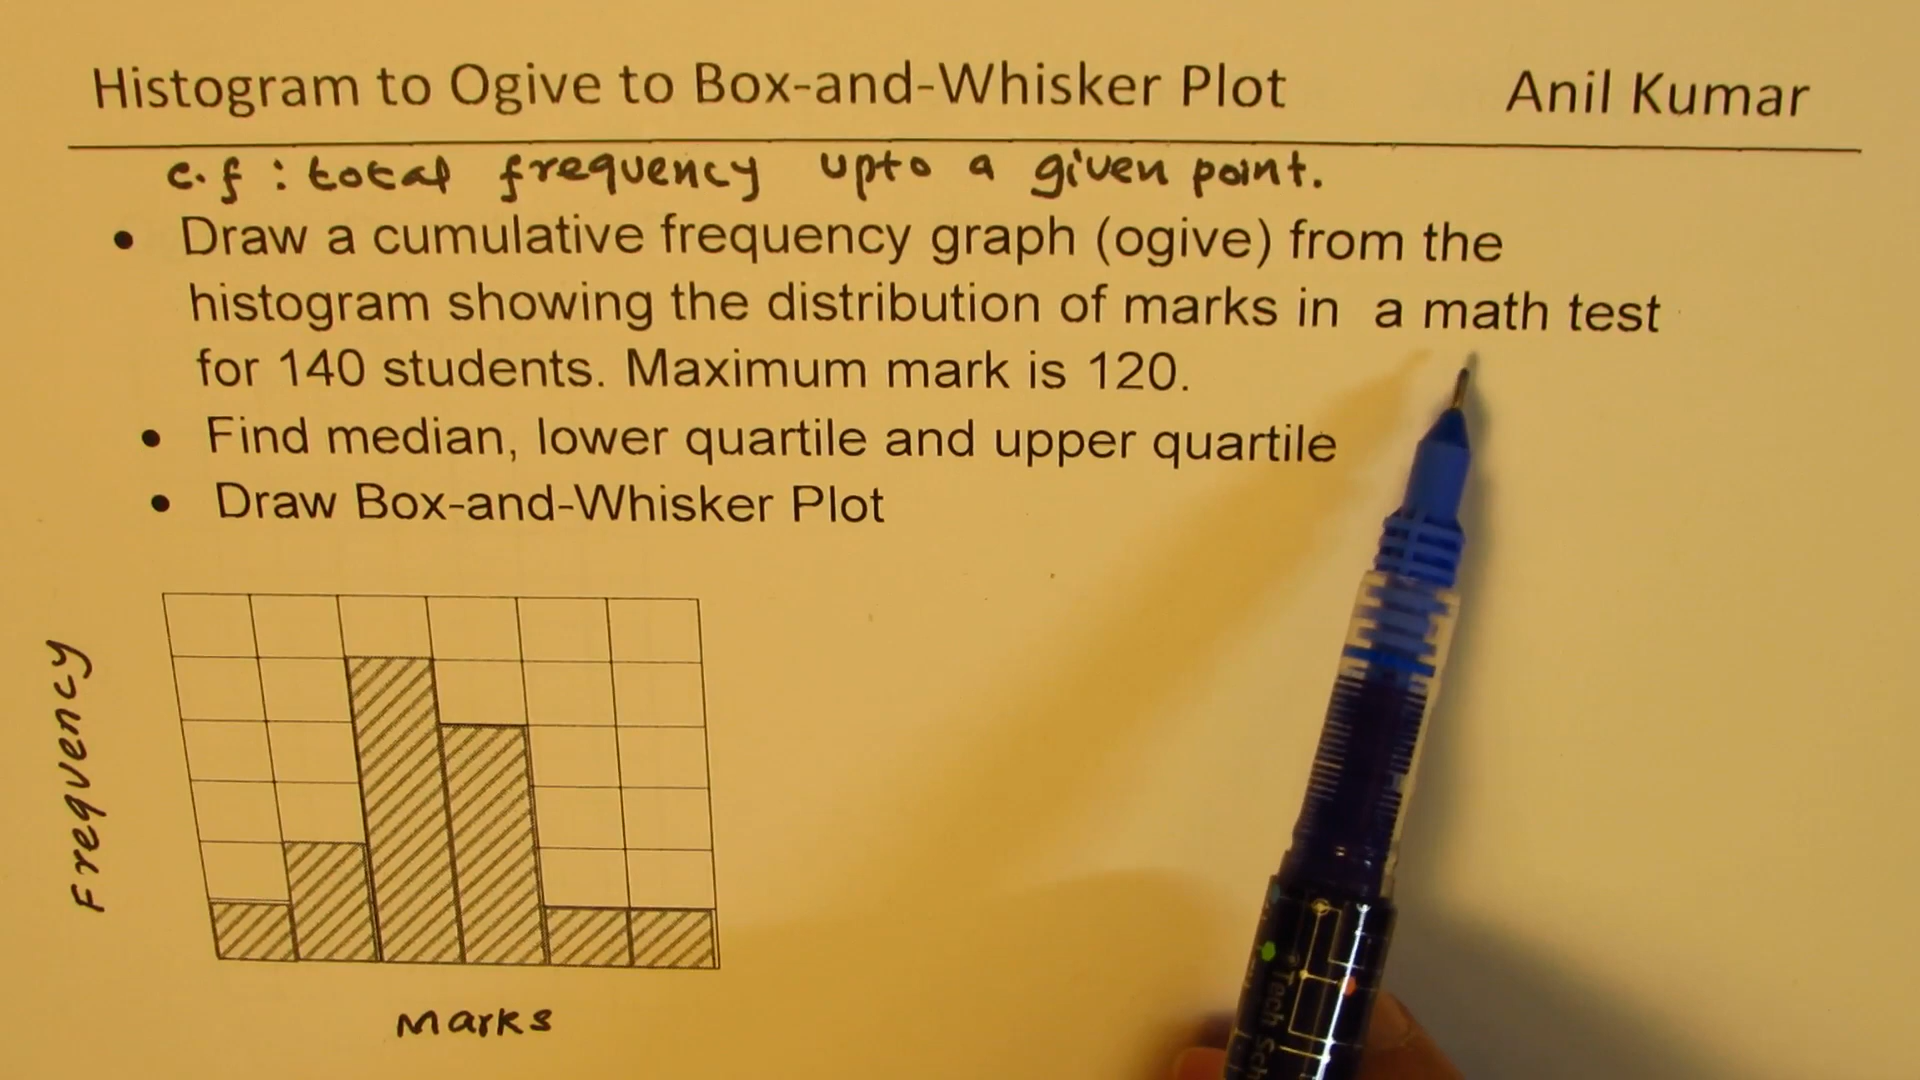 Histogram to Ogive to Box-and-Whisker Plot Anil Kumar
c.f : total frequency upto a given point.
• Draw a cumulative frequency graph (ogive) from the
histogram showing the distribution of marks in a math test
for 140 students. Maximum mark is 120.
• Find median, lower quartile and upper quartile
• Draw Box-and-Whisker Plot
Frequency
Marks